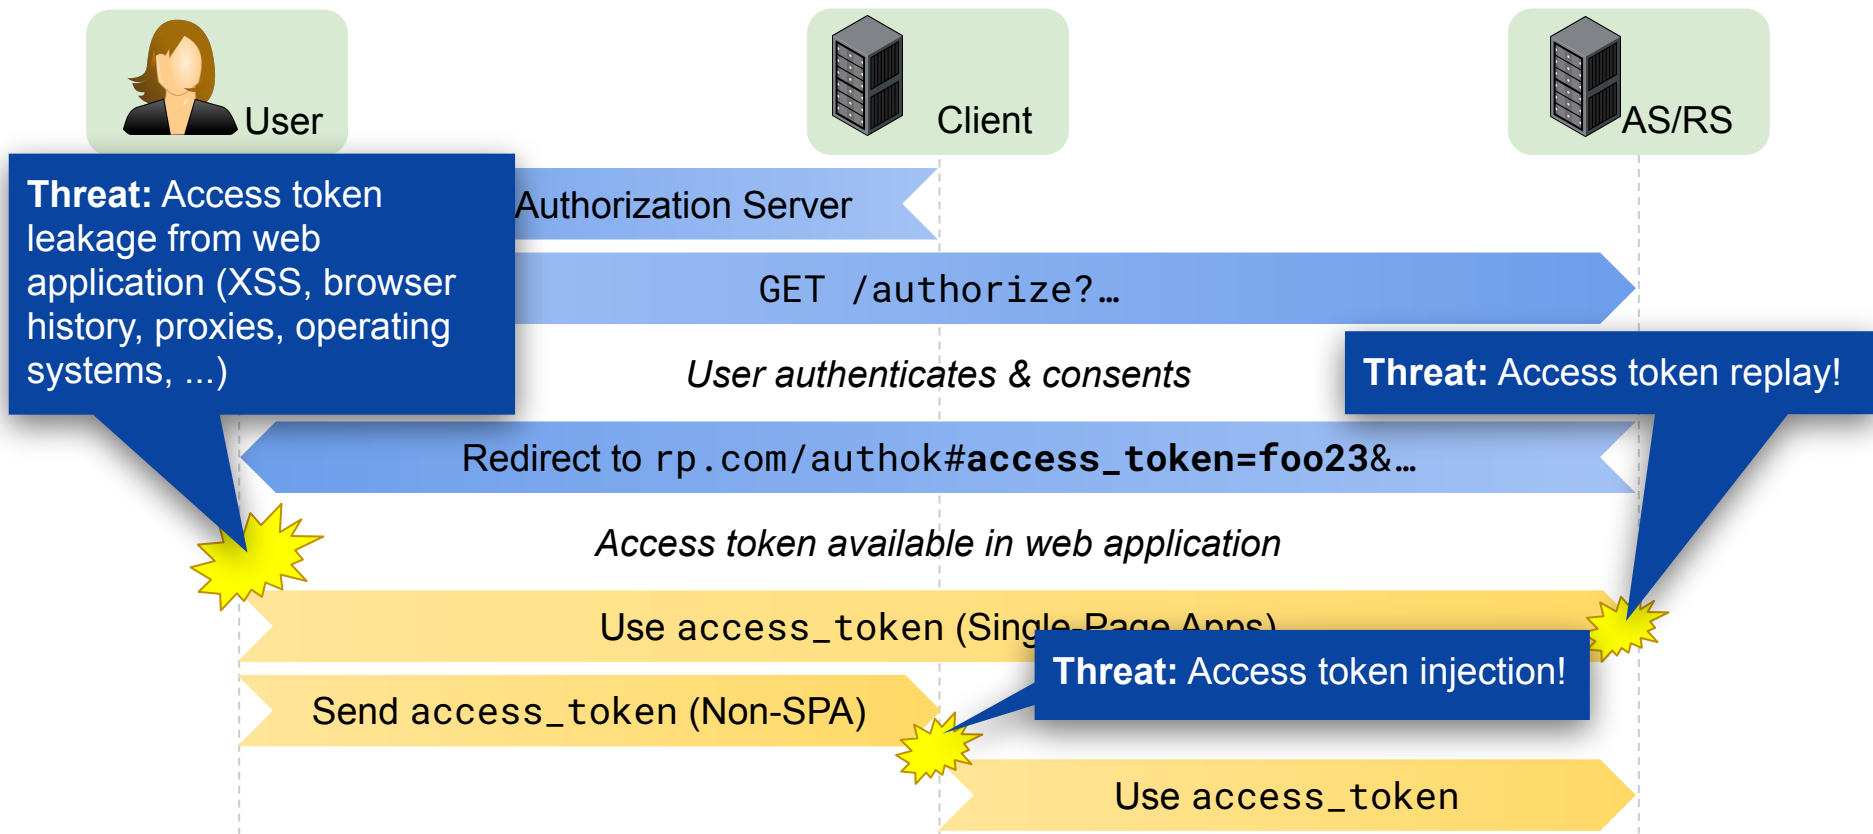 User
Client
AS/RS
Threat: Access token
leakage from web
application (XSS, browser
history, proxies, operating
systems, ...)
Authorization Server
GET /authorize?…
User authenticates & consents
Threat: Access token replay!
Redirect to rp.com/authok#access_token=foo23&…
Access token available in web application
Use access_token (Single-Page Apps)
Threat: Access token injection!
Send access_token (Non-SPA)
Use access_token